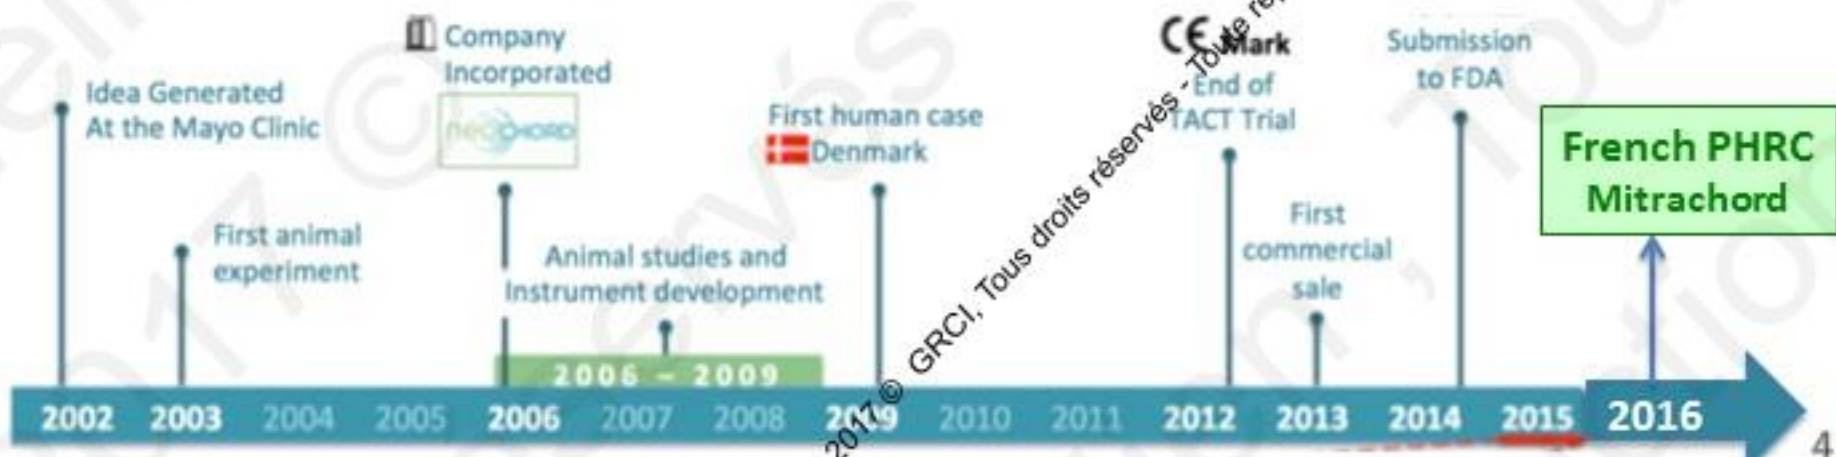 Idea Generated
At the Mayo Clinic
First animal
experiment
Company
Incorporated
neoCHORD
Animal studies and
Instrument development
2006 – 2009
First human case
Denmark
CE Mark
End of
TACT Trial
First
commercial
sale
Submission
to FDA
French PHRC
Mitrachord
2002 2003 2004 2005 2006 2007 2008 2009 2010 2011 2012 2013 2014 2015 2016
4
2017 © GRCI, Tous droits réservés - Toute